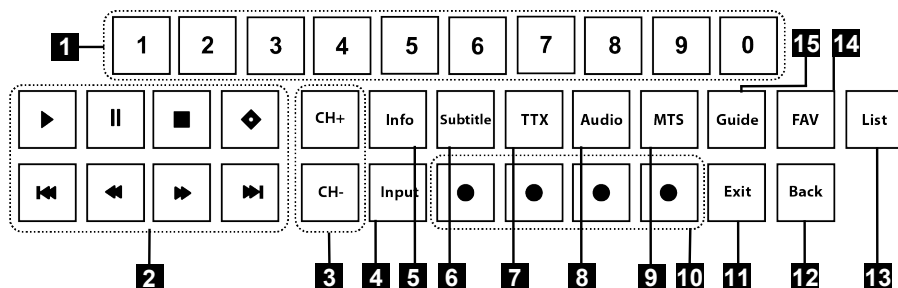 1 1 2 3 4 5 6 7 8 9 0 15 14
CH+ Info Subtitle TTX Audio MTS Guide FAV List
CH- Input Exit Back
2 3 4 5 6 7 8 9 10 11 12 13